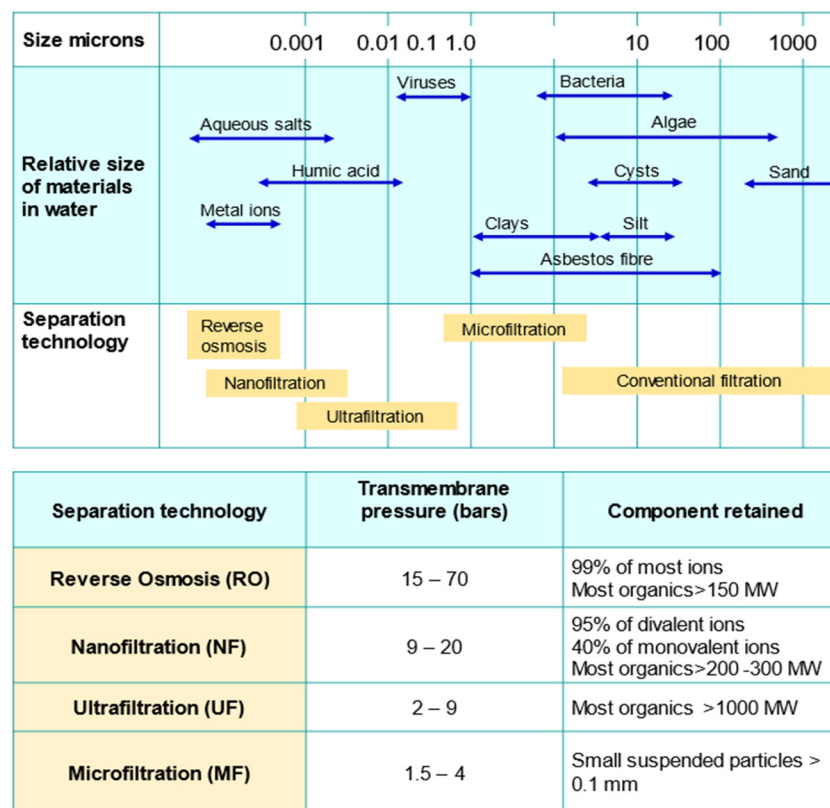 Size microns 0.001 0.01 0.1 1.0 10 100 1000
Relative size
of materials
in water
Viruses
Bacteria
Aqueous salts
Algae
Humic acid
Cysts
Sand
Metal ions
Clays
Silt
Asbestos fibre
Separation
technology
Reverse
osmosis
Microfiltration
Nanofiltration
Conventional filtration
Ultrafiltration
Separation technology
Transmembrane
pressure (bars)
Component retained
Reverse Osmosis (RO)
15 – 70
99% of most ions
Most organics>150 MW
Nanofiltration (NF)
9 – 20
95% of divalent ions
40% of monovalent ions
Most organics>200 -300 MW
Ultrafiltration (UF)
2 – 9
Most organics >1000 MW
Microfiltration (MF)
1.5 – 4
Small suspended particles >
0.1 mm